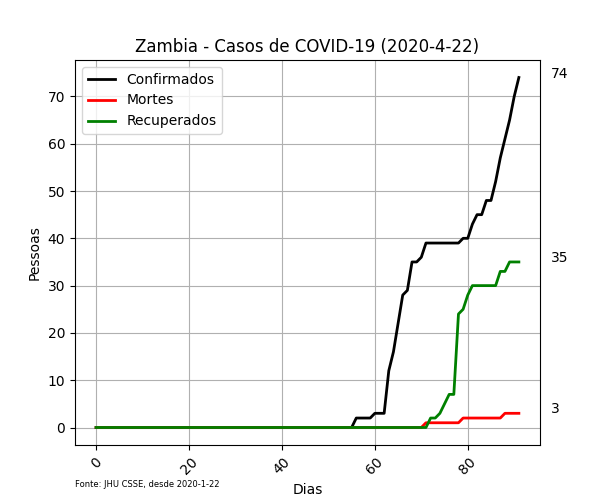 Zambia - Casos de COVID-19 (2020-4-22)
Confirmados
Mortes
Recuperados
74
35
3
Pessoas
70
60
50
40
30
20
10
0
0
20
40
60
80
Dias
Fonte: JHU CSSE, desde 2020-1-22